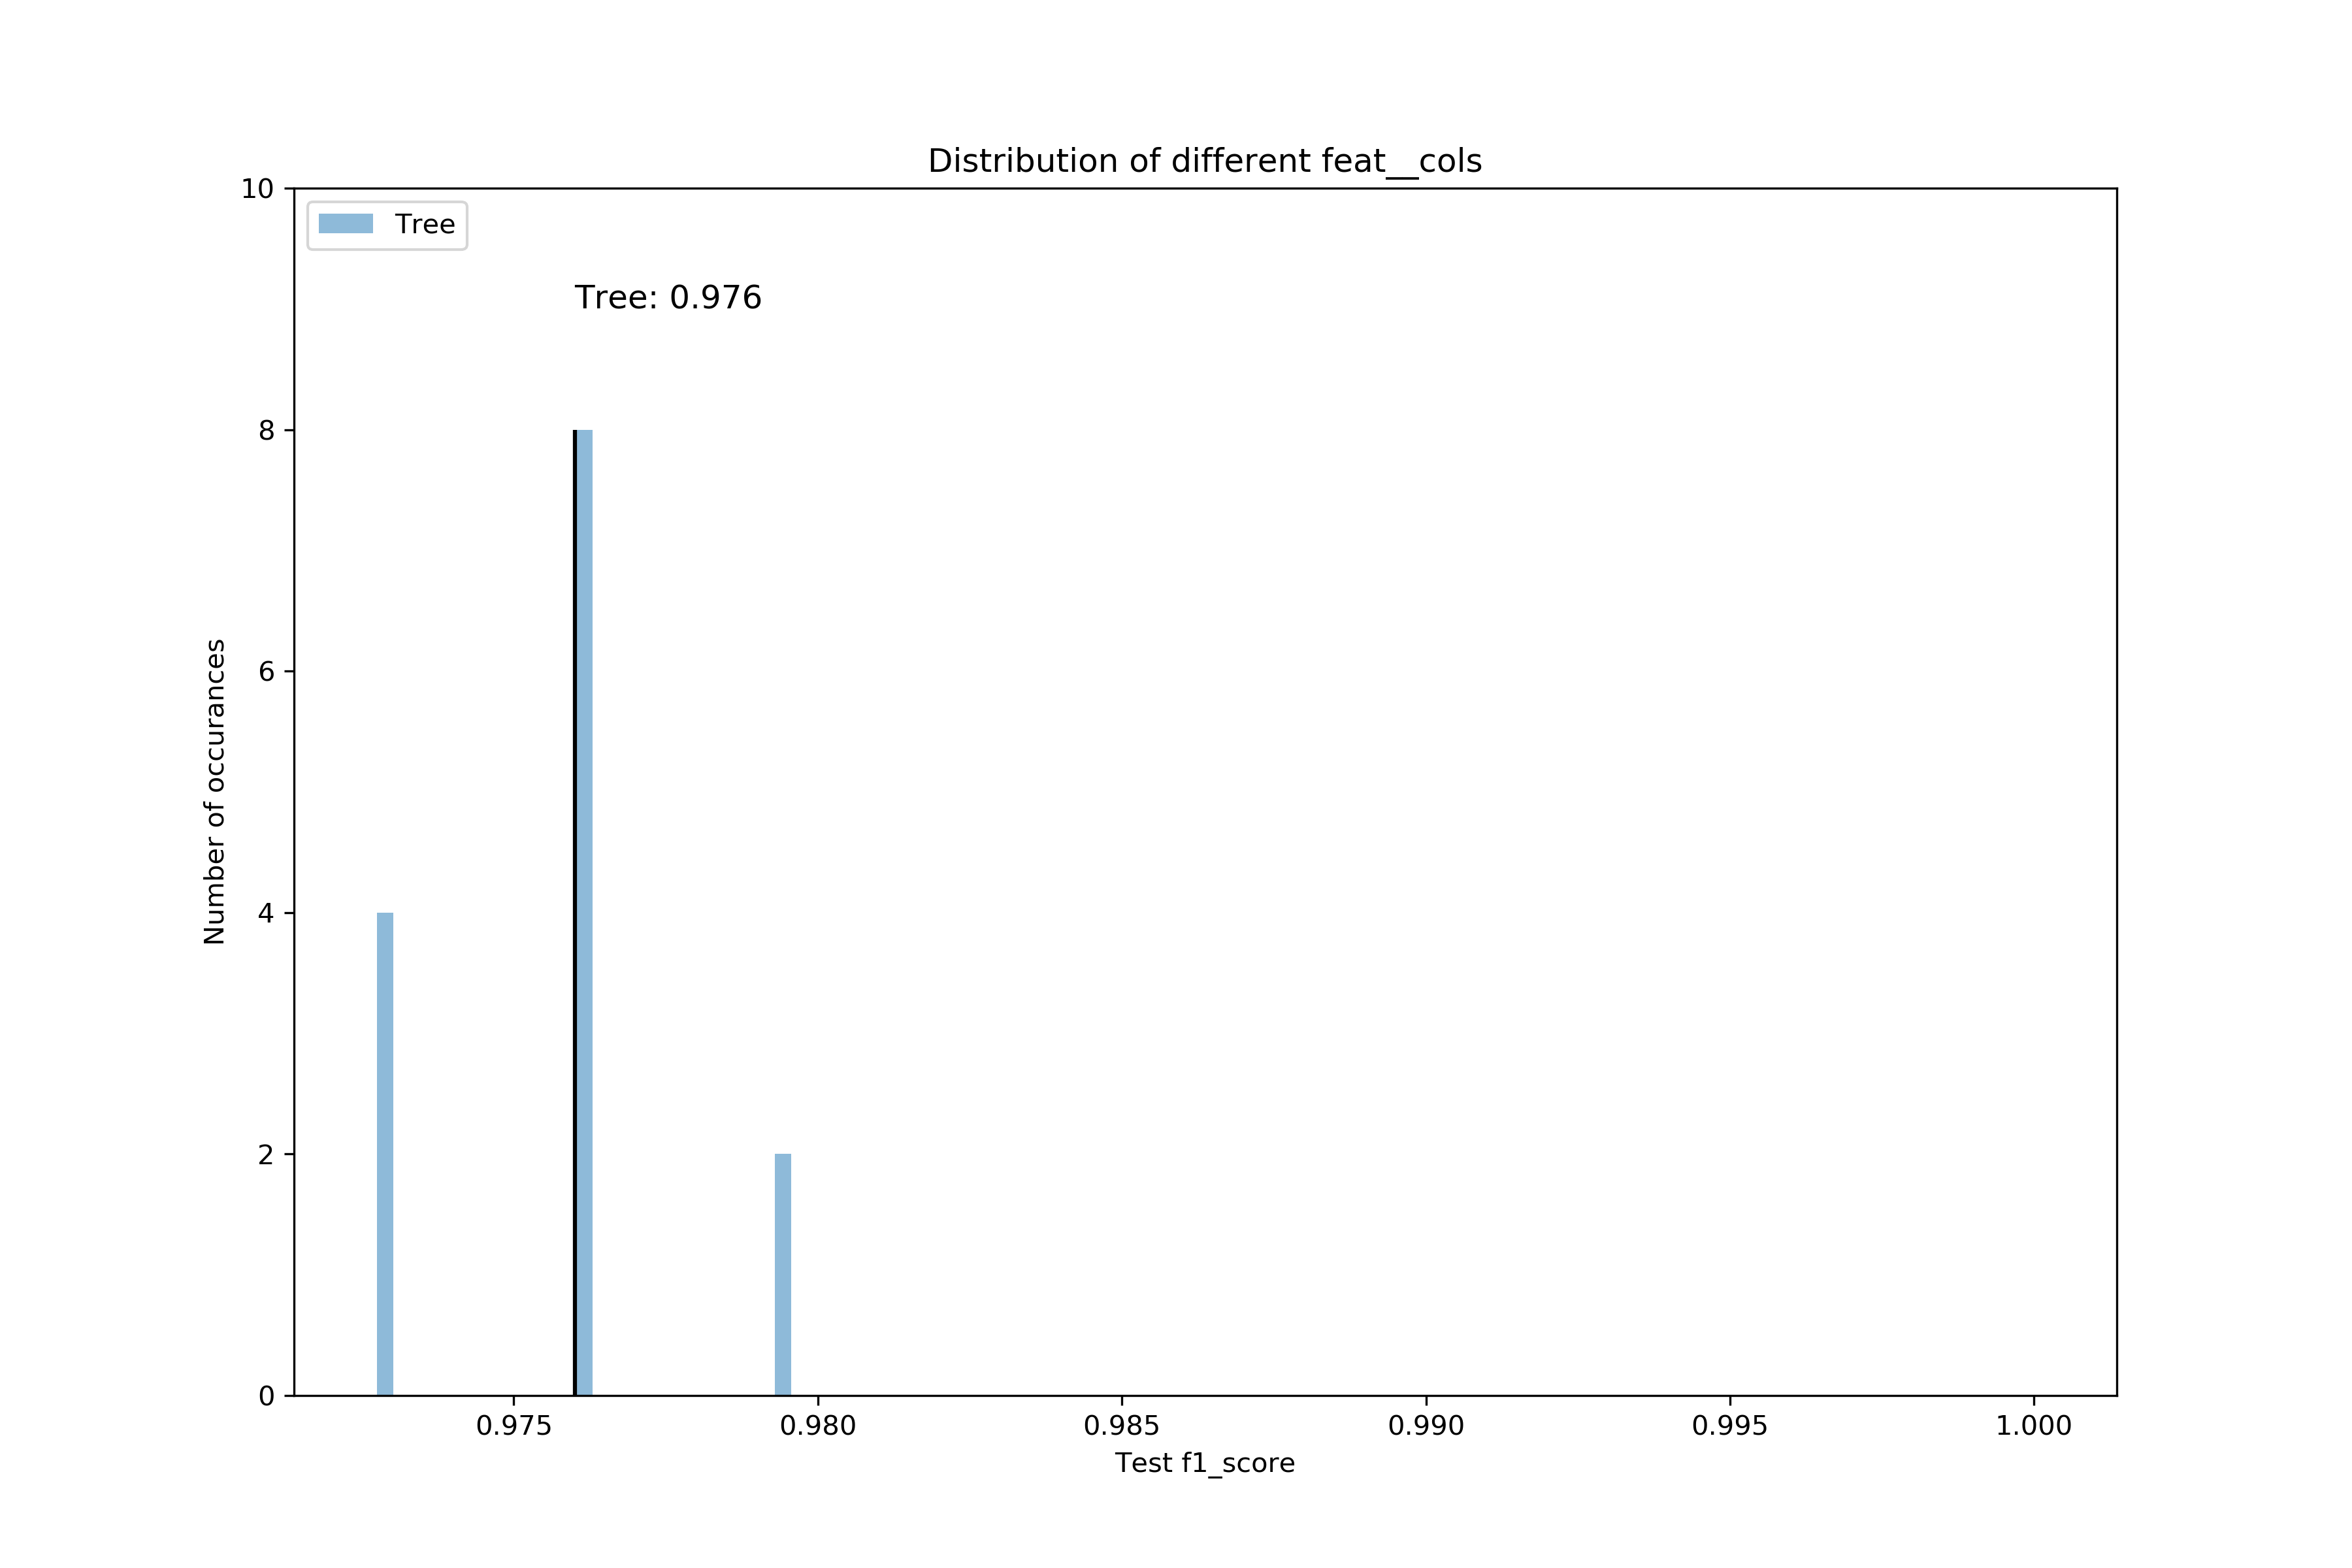 Distribution of different feat__cols
10
Tree
Tree: 0.976
8
6
Number of occurances
4
2
0
0.975 0.980 0.985 0.990 0.995 1.000
Test f1_score